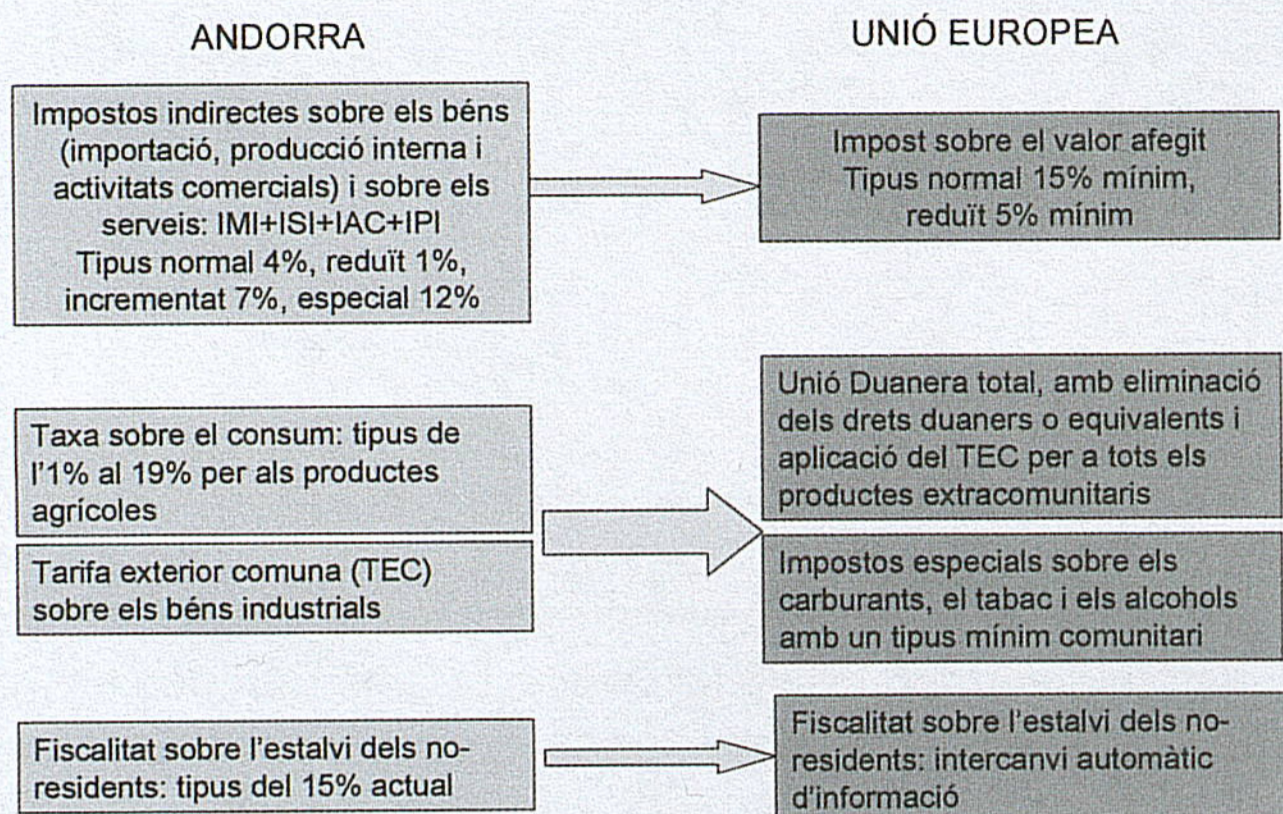 ANDORRA
UNIÓ EUROPEA
Impostos indirectes sobre els béns
(importació, producció interna i
activitats comercials) i sobre els
serveis: IMI+ISI+IAC+IPI
Tipus normal 4%, reduït 1%,
incrementat 7%, especial 12%
Impost sobre el valor afegit
Tipus normal 15% mínim,
reduït 5% mínim
Taxa sobre el consum: tipus de
l'1% al 19% per als productes
agrícoles
Tarifa exterior comuna (TEC)
sobre els béns industrials
Unió Duanera total, amb eliminació
dels drets duaners o equivalents i
aplicació del TEC per a tots els
productes extracomunitaris
Impostos especials sobre els
carburants, el tabac i els alcohols
amb un tipus mínim comunitari
Fiscalitat sobre l'estalvi dels no-
residents: tipus del 15% actual
Fiscalitat sobre l'estalvi dels no-
residents: intercanvi automàtic
d'informació